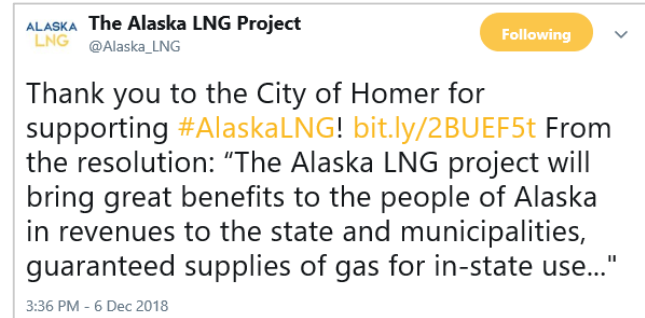 ALASKA
LNG
The Alaska LNG Project
@Alaska_LNG
Following
Thank you to the City of Homer for
supporting #AlaskaLNG! bit.ly/2BUEF5t From
the resolution: “The Alaska LNG project will
bring great benefits to the people of Alaska
in revenues to the state and municipalities,
guaranteed supplies of gas for in-state use..."
3:36 PM - 6 Dec 2018